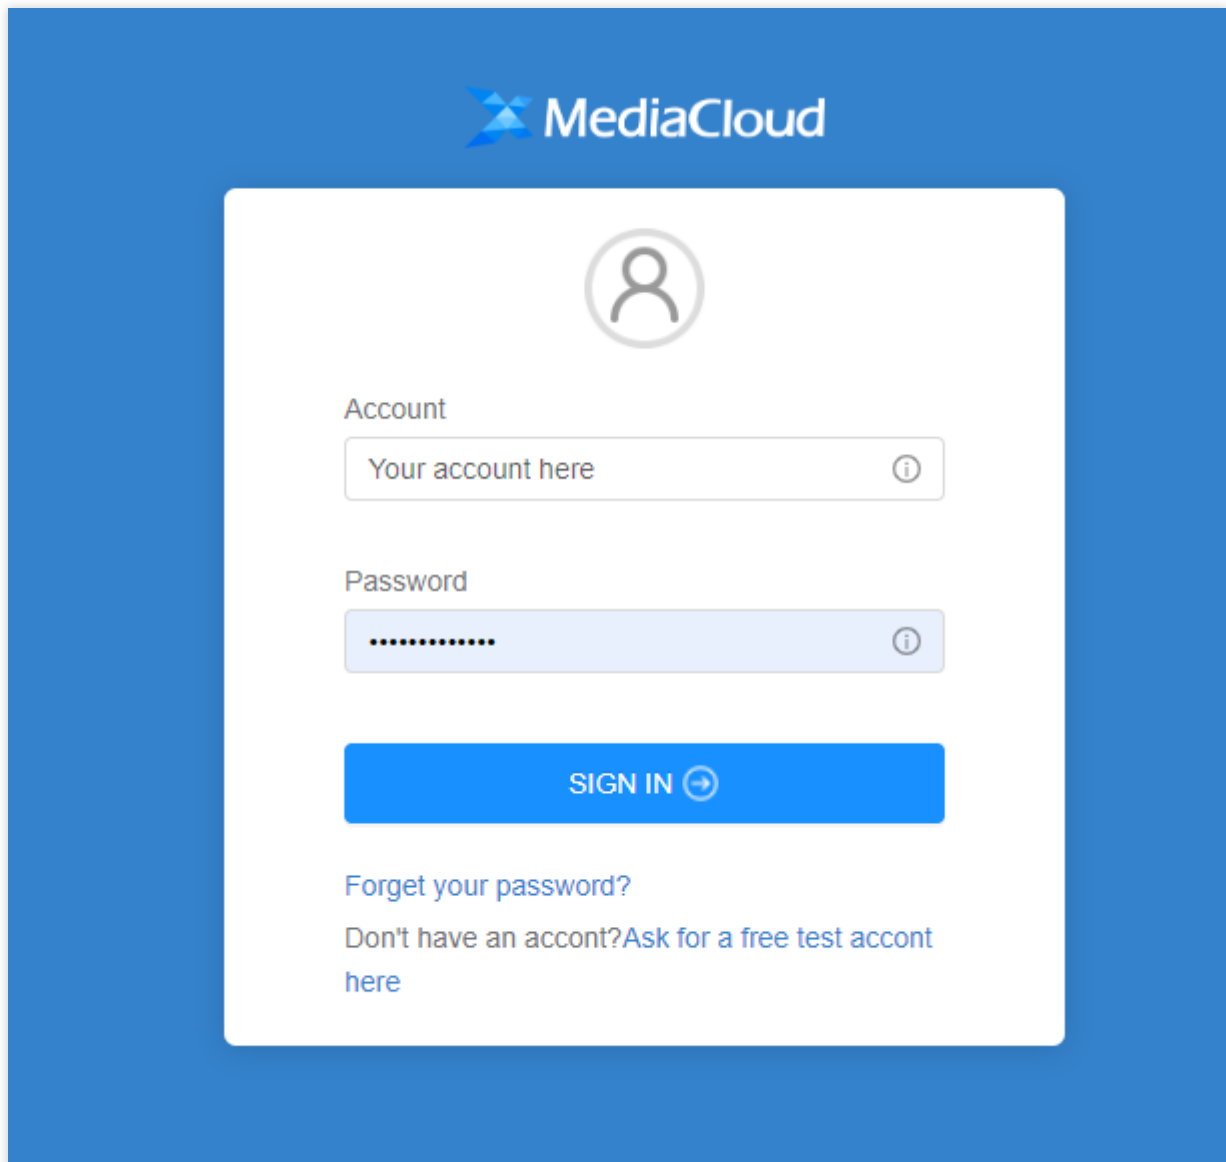 MediaCloud
Account
Your account here
Password
•••••••••••••
SIGN IN
Forget your password?
Don't have an accont?Ask for a free test accont
here